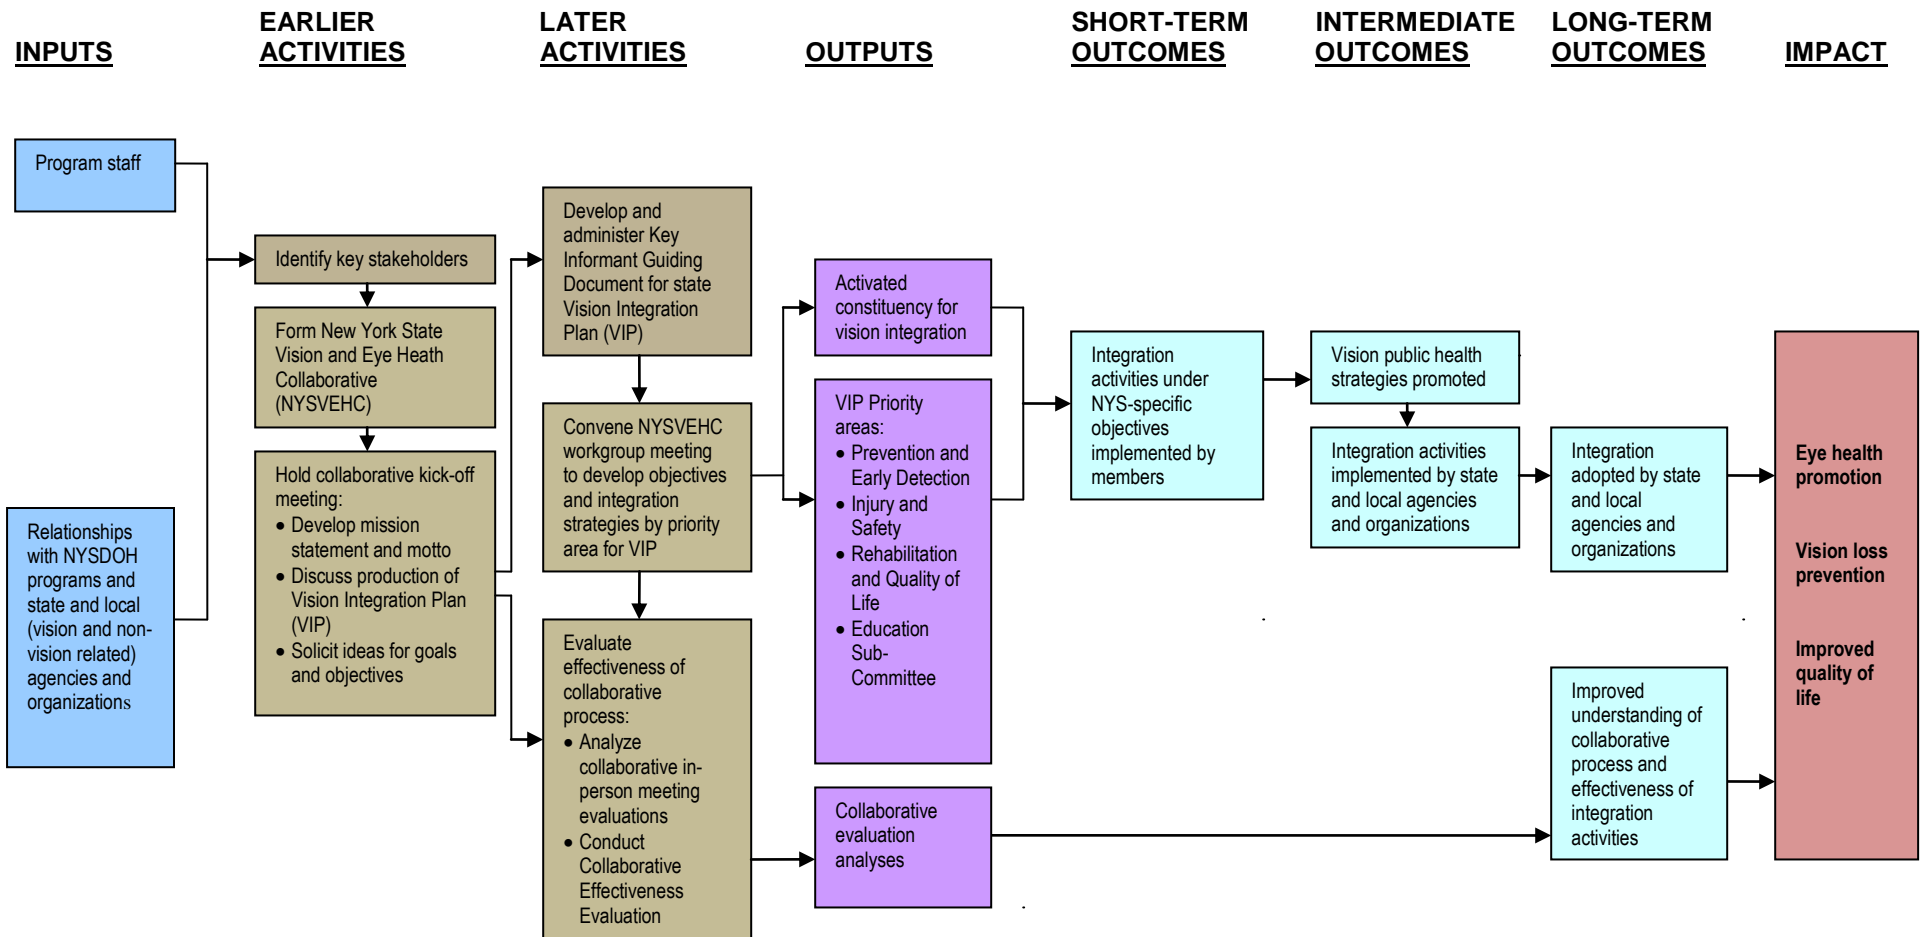 INPUTS
EARLIER
ACTIVITIES
LATER
ACTIVITIES
OUTPUTS
SHORT-TERM
OUTCOMES
INTERMEDIATE
OUTCOMES
LONG-TERM
OUTCOMES
IMPACT
Program staff
Relationships
with NYSDOH
programs and
state and local
(vision and non-
vision related)
agencies and
organizations
Identify key stakeholders
Form New York State
Vision and Eye Heath
Collaborative
(NYSVEHC)
Hold collaborative kick-off
meeting:
• Develop mission
statement and motto
• Discuss production of
Vision Integration Plan
(VIP)
• Solicit ideas for goals
and objectives
Develop and
administer Key
Informant Guiding
Document for state
Vision Integration
Plan (VIP)
Convene NYSVEHC
workgroup meeting
to develop objectives
and integration
strategies by priority
area for VIP
Evaluate
effectiveness of
collaborative
process:
• Analyze
collaborative in-
person meeting
evaluations
• Conduct
Collaborative
Effectiveness
Evaluation
Activated
constituency for
vision integration
VIP Priority
areas:
• Prevention and
Early Detection
• Injury and
Safety
• Rehabilitation
and Quality of
Life
• Education
Sub-
Committee
Collaborative
evaluation
analyses
Integration
activities under
NYS-specific
objectives
implemented by
members
Vision public health
strategies promoted
Integration activities
implemented by state
and local agencies
and organizations
Integration
adopted by state
and local
agencies and
organizations
Improved
understanding of
collaborative
process and
effectiveness of
integration
activities
Eye health
promotion
Vision loss
prevention
Improved
quality of
life